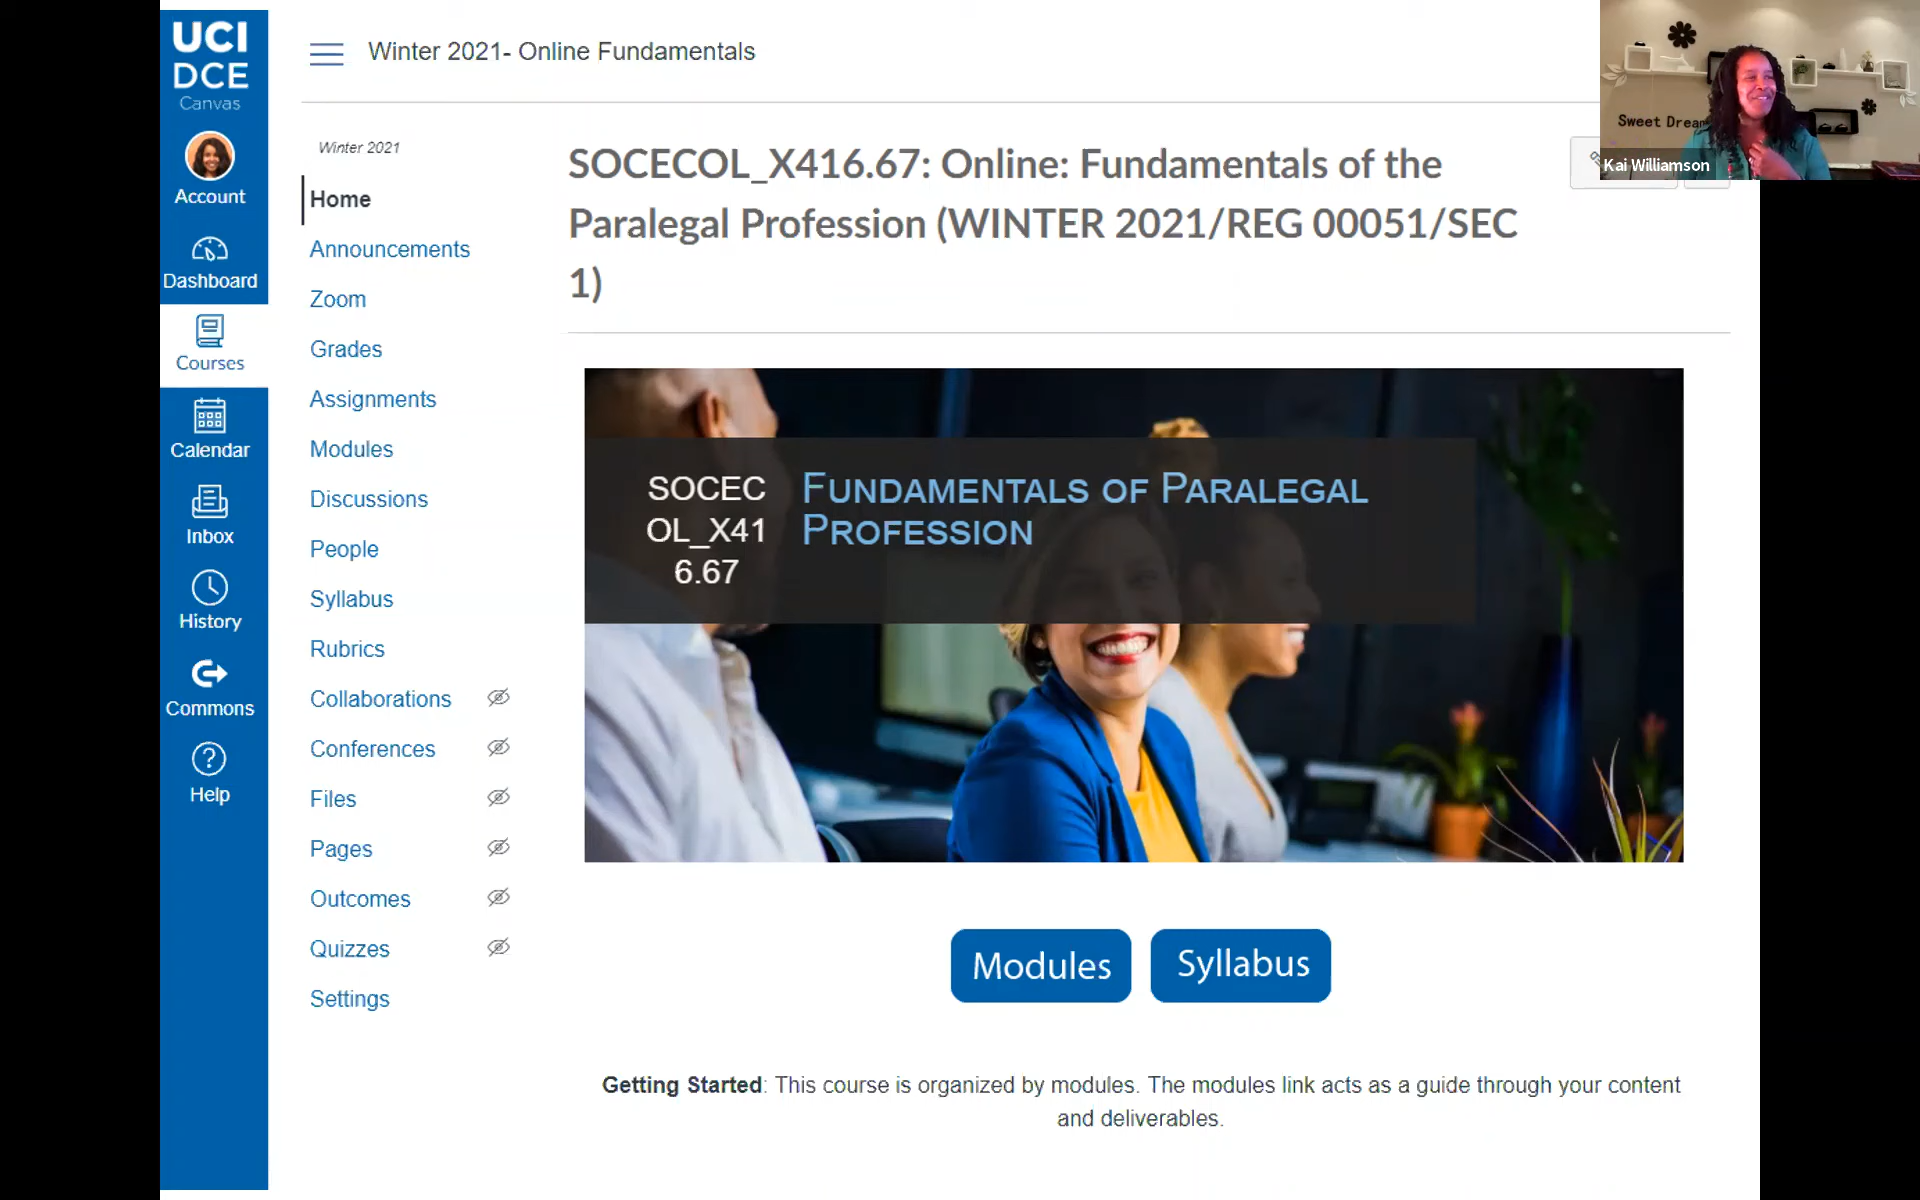 UCI
DCE
Canvas
Account
Dashboard
Courses
Calendar
Inbox
History
Commons
Help
Winter 2021- Online Fundamentals
Winter 2021
Home
Announcements
Zoom
Grades
Assignments
Modules
Discussions
People
Syllabus
Rubrics
Collaborations
Conferences
Files
Pages
Outcomes
Quizzes
Settings
SOCECOL_X416.67: Online: Fundamentals of the
Paralegal Profession (WINTER 2021/REG 00051/SEC
1)
SOCEC
OL_X41
6.67
FUNDAMENTALS OF PARALEGAL
PROFESSION
Modules
Syllabus
Getting Started: This course is organized by modules. The modules link acts as a guide through your content
and deliverables.
Sweet
Kai Williamson